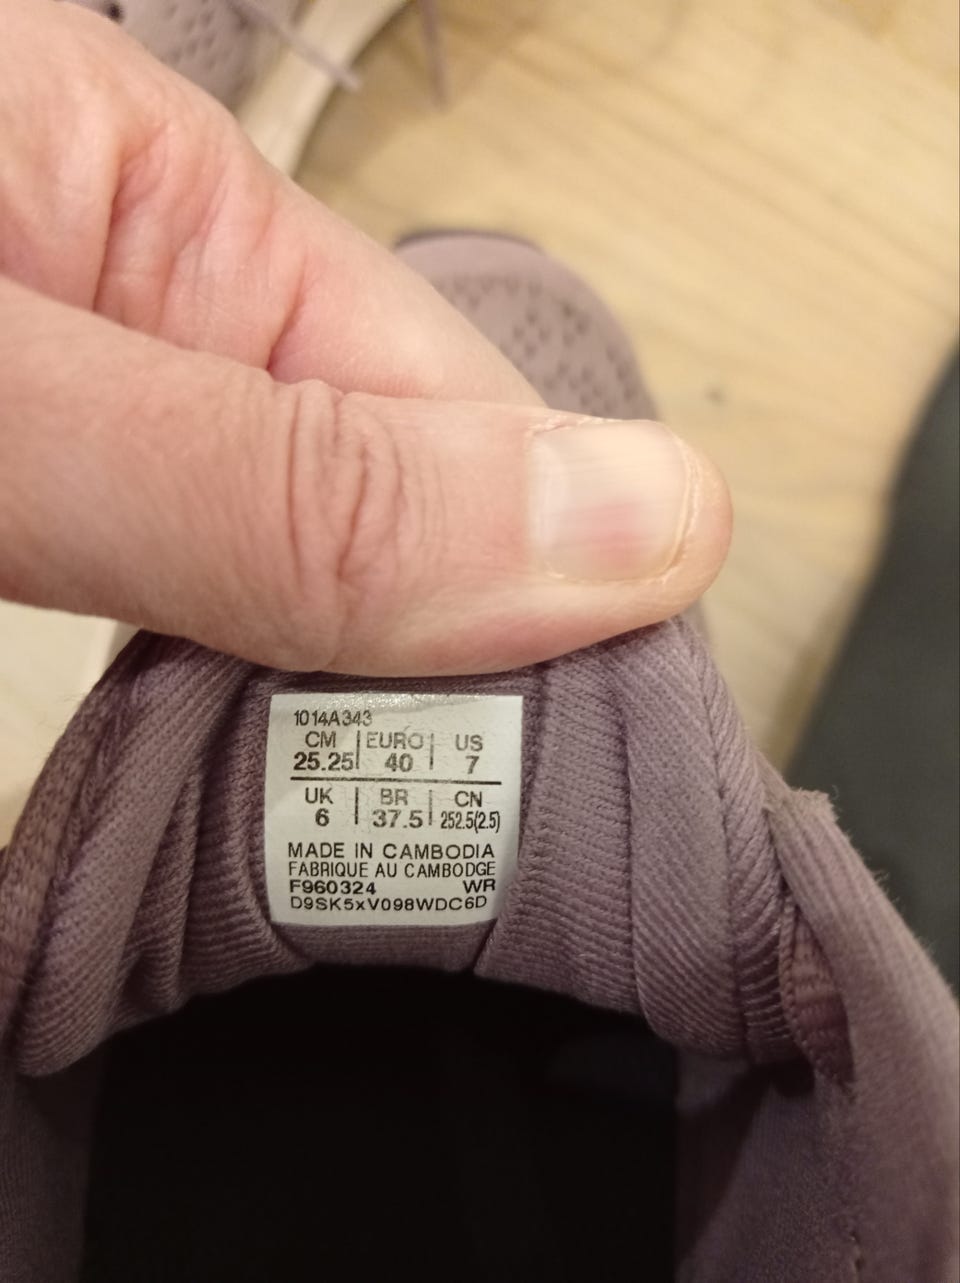 1014A343
CM | EURO | US
25.25 | 40 | 7
UK | BR | CN
6 | 37.5 | 252.5(2.5)
MADE IN CAMBODIA
FABRIQUE AU CAMBODGE
F960324 WR
D9SK5xV098WDC6D